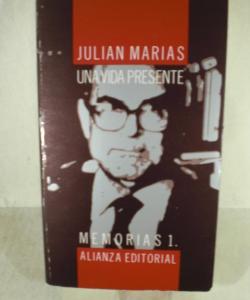 JULIAN MARIAS
UNA VIDA PRESENTE
MEMORIAS 1.
ALIANZA EDITORIAL